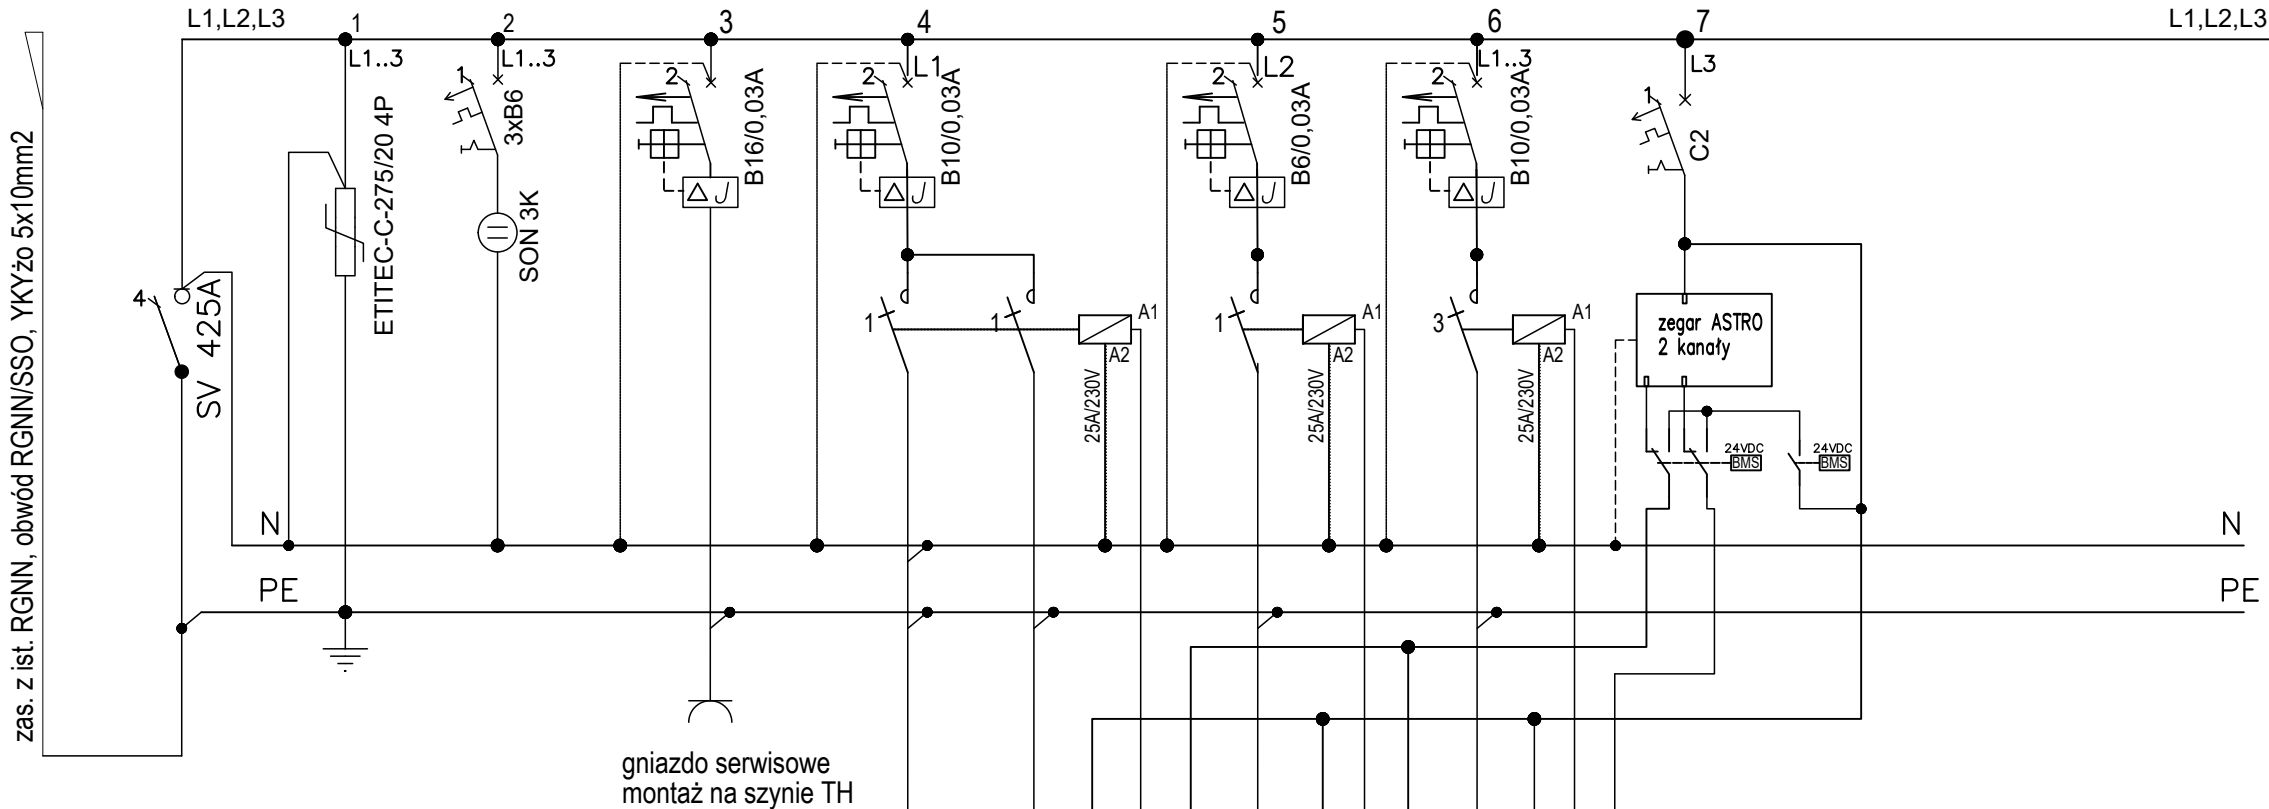 L1,L2,L3
1
2
3
4
5
6
7
L1,L2,L3
L1..3
L1..3
L1
L2
L1..3
L3
zas. z ist. RGNN, obwód RGNN/SSO, YKYżo 5x10mm2
4
SV 425A
ETITEC-C-275/20 4P
1
3xB6
SON 3K
2
B16/0,03A
J
2
B10/0,03A
J
2
B6/0,03A
J
2
B10/0,03A
J
1
C2
1
1
A1
A2
25A/230V
1
A1
A2
25A/230V
3
A1
A2
25A/230V
zegar ASTRO
2 kanały
24VDC
BMS
24VDC
BMS
N
N
PE
PE
gniazdo serwisowe
montaż na szynie TH